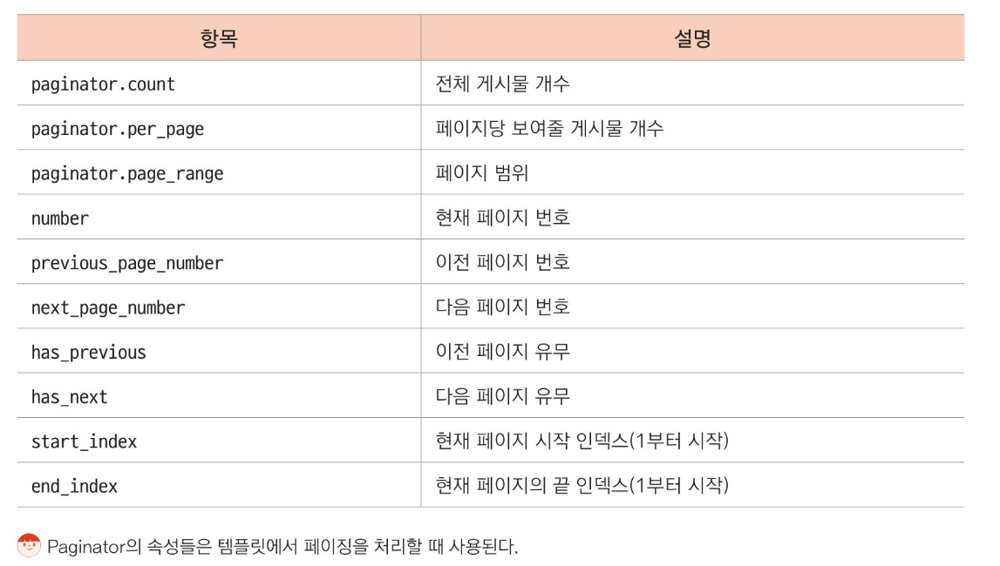 항목 설명
paginator.count 전체 게시물 개수
paginator.per_page 페이지당 보여줄 게시물 개수
paginator.page_range 페이지 범위
number 현재 페이지 번호
previous_page_number 이전 페이지 번호
next_page_number 다음 페이지 번호
has_previous 이전 페이지 유무
has_next 다음 페이지 유무
start_index 현재 페이지 시작 인덱스(1부터 시작)
end_index 현재 페이지의 끝 인덱스(1부터 시작)
Paginator의 속성들은 템플릿에서 페이징을 처리할 때 사용된다.